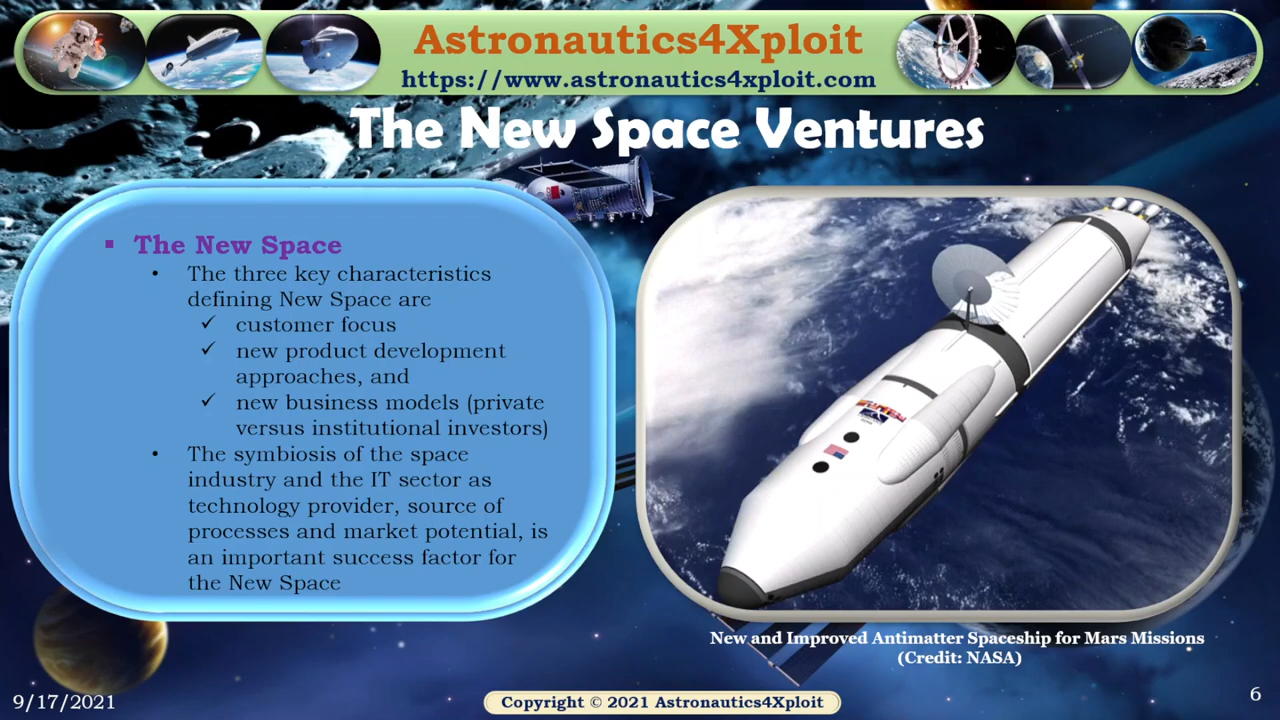 Astronautics4Xploit
https://www.astronautics4xploit.com
The New Space Ventures
▪ The New Space
• The three key characteristics
defining New Space are
✓ customer focus
✓ new product development
approaches, and
✓ new business models (private
versus institutional investors)
• The symbiosis of the space
industry and the IT sector as
technology provider, source of
processes and market potential, is
an important success factor for
the New Space
New and Improved Antimatter Spaceship for Mars Missions
(Credit: NASA)
9/17/2021
Copyright © 2021 Astronautics4Xploit
6